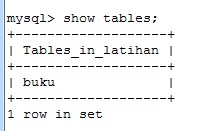 mysql> show tables;
+-------------------+
| Tables_in_latihan |
+-------------------+
| buku              |
+-------------------+
1 row in set